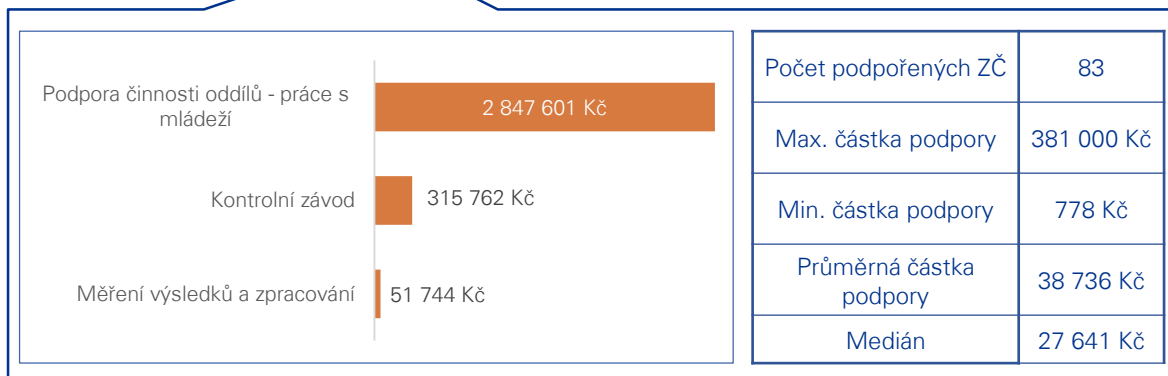 Podpora činnosti oddílů - práce s
mládeží
2 847 601 Kč
Kontrolní závod
315 762 Kč
Měření výsledků a zpracování
51 744 Kč
Počet podpořených ZČ 83
Max. částka podpory 381 000 Kč
Min. částka podpory 778 Kč
Průměrná částka
podpory
38 736 Kč
Medián 27 641 Kč